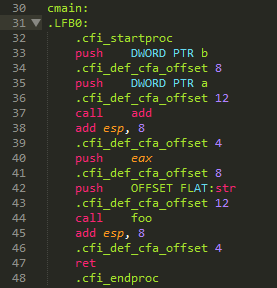 30 cmain:
31 ▼ .LFB0:
32 .cfi_startproc
33 push DWORD PTR b
34 .cfi_def_cfa_offset 8
35 push DWORD PTR a
36 .cfi_def_cfa_offset 12
37 call add
38 add esp, 8
39 .cfi_def_cfa_offset 4
40 push eax
41 .cfi_def_cfa_offset 8
42 push OFFSET FLAT:str
43 .cfi_def_cfa_offset 12
44 call foo
45 add esp, 8
46 .cfi_def_cfa_offset 4
47 ret
48 .cfi_endproc